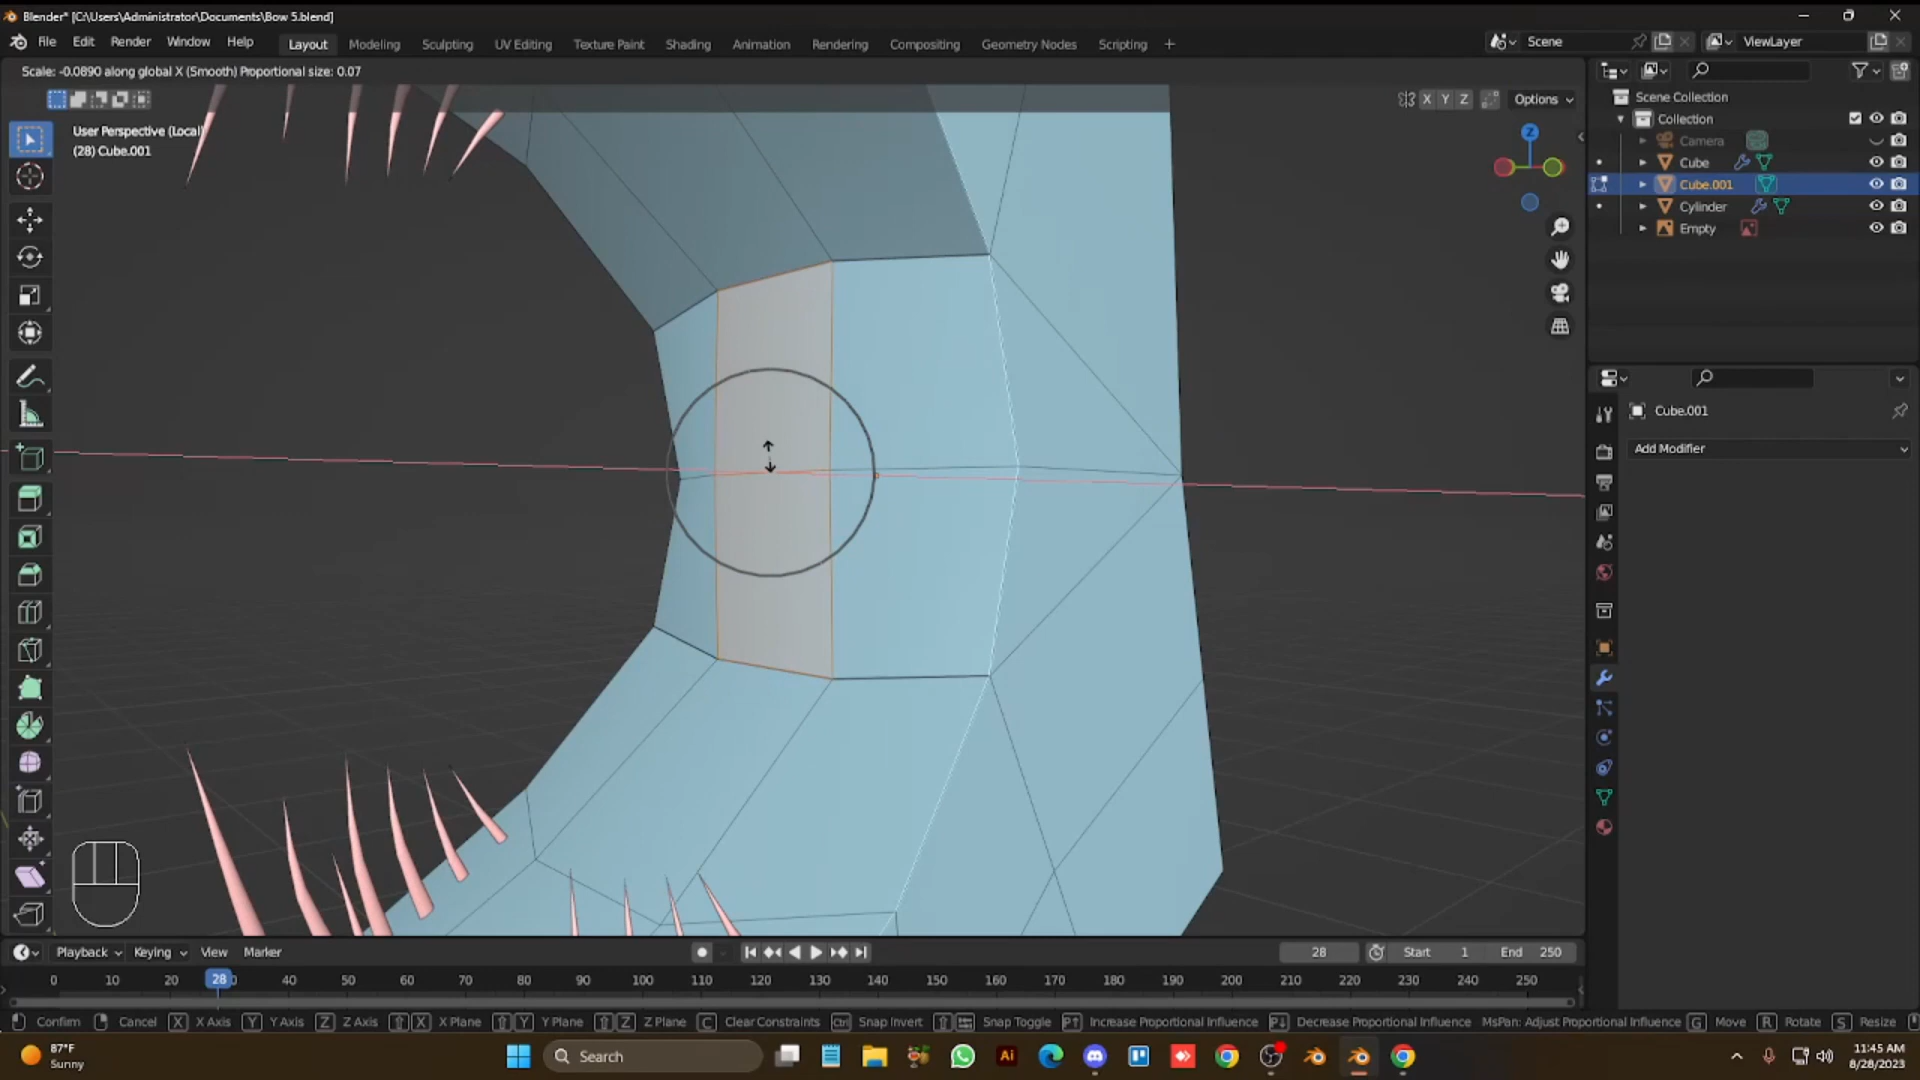 Blender* [C:\Users\Administrator\Documents\Bow 5.blend]
File Edit Render Window Help Layout Modeling Sculpting UV Editing Texture Paint Shading Animation Rendering Compositing Geometry Nodes Scripting + Scene ViewLayer
Scale: -0.0890 along global X (Smooth) Proportional size: 0.07
X Y Z Options
User Perspective (Local)
(28) Cube.001
Z
Scene Collection
Collection
Camera
Cube
Cube.001
Cylinder
Empty
Cube.001
Add Modifier
Playback Keying View Marker 28 Start 1 End 250
0 10 20 28 40 50 60 70 80 90 100 110 120 130 140 150 160 170 180 190 200 210 220 230 240 250
Confirm Cancel X X Axis Y Y Axis Z Z Axis X X Plane Y Y Plane Z Z Plane C Clear Constraints Ctrl Snap Invert Snap Toggle P↑ Increase Proportional Influence P↓ Decrease Proportional Influence MsPan: Adjust Proportional Influence G Move R Rotate S Resize
87°F
Sunny
Search
Ai
11:45 AM
8/28/2023